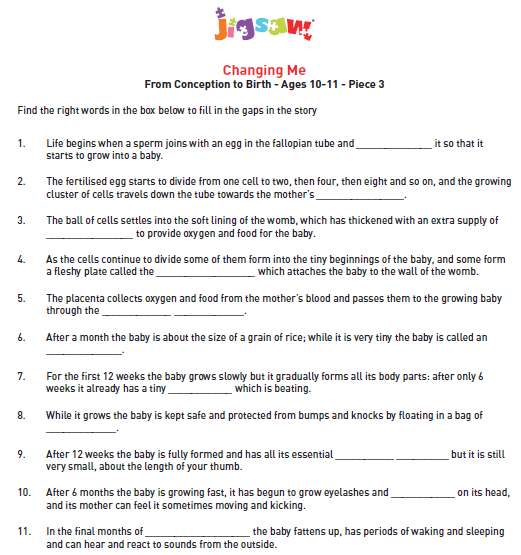 jigsaw
Changing Me
From Conception to Birth - Ages 10-11 - Piece 3
Find the right words in the box below to fill in the gaps in the story
1. Life begins when a sperm joins with an egg in the fallopian tube and ______________ it so that it
starts to grow into a baby.
2. The fertilised egg starts to divide from one cell to two, then four, then eight and so on, and the growing
cluster of cells travels down the tube towards the mother's________________.
3. The ball of cells settles into the soft lining of the womb, which has thickened with an extra supply of
________________ to provide oxygen and food for the baby.
4. As the cells continue to divide some of them form into the tiny beginnings of the baby, and some form
a fleshy plate called the __________________ which attaches the baby to the wall of the womb.
5. The placenta collects oxygen and food from the mother's blood and passes them to the growing baby
through the _____________ _____________.
6. After a month the baby is about the size of a grain of rice; while it is very tiny the baby is called an
______________.
7. For the first 12 weeks the baby grows slowly but it gradually forms all its body parts: after only 6
weeks it already has a tiny ____________ which is beating.
8. While it grows the baby is kept safe and protected from bumps and knocks by floating in a bag of
_____________.
9. After 12 weeks the baby is fully formed and has all its essential ___________ __________ but it is still
very small, about the length of your thumb.
10. After 6 months the baby is growing fast, it has begun to grow eyelashes and ____________ on its head,
and its mother can feel it sometimes moving and kicking.
11. In the final months of ___________________ the baby fattens up, has periods of waking and sleeping
and can hear and react to sounds from the outside.